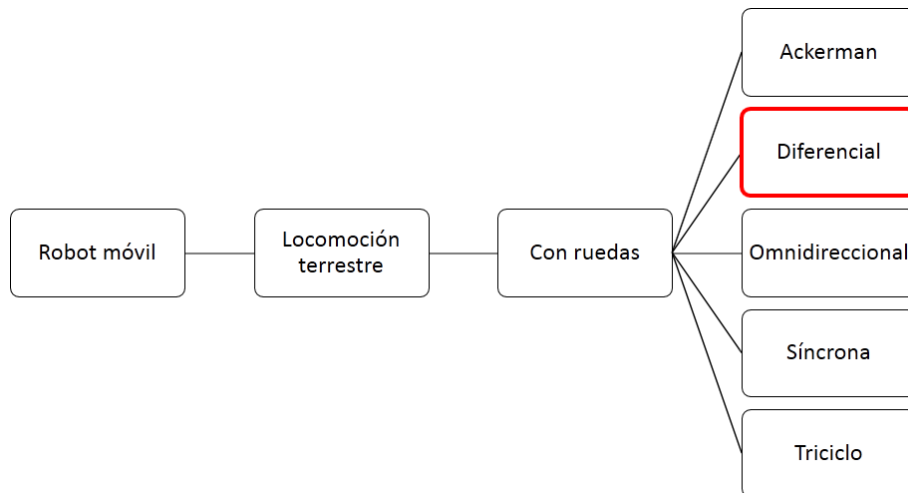 Robot móvil
Locomoción
terrestre
Con ruedas
Ackerman
Diferencial
Omnidireccional
Síncrona
Triciclo